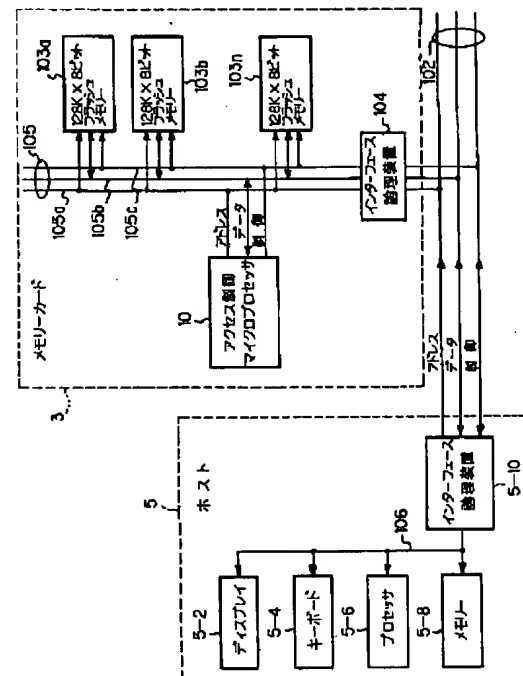 メモリーカード
3
103a
128K×8ビット
フラッシュ
メモリー
103b
128K×8ビット
フラッシュ
メモリー
103n
128K×8ビット
フラッシュ
メモリー
105
105a
105b
105c
アドレス
データ
制御
アクセス制御
マイクロプロセッサ
10
104
インターフェース
論理装置
102
アドレス
データ
制御
5
ホスト
106
5-2
ディスプレイ
5-4
キーボード
5-6
プロセッサ
5-8
メモリー
インターフェース
論理装置
5-10